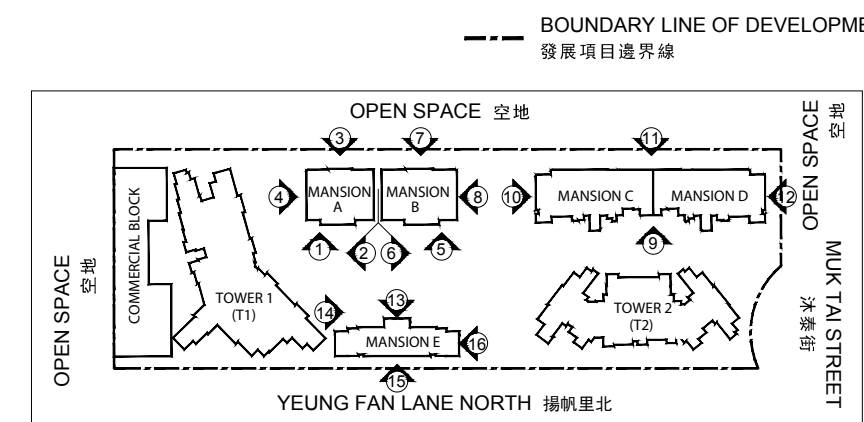 BOUNDARY LINE OF DEVELOPME
發展項目邊界線
OPEN SPACE 空地
3
7
11
OPEN SPACE 空地
4
MANSION A
MANSION B
8
10
MANSION C
MANSION D
12
1
2
6
5
9
COMMERCIAL BLOCK
OPEN SPACE 空地
TOWER 1
(T1)
14
13
MANSION E
16
15
TOWER 2
(T2)
MUK TAI STREET
沐泰街
YEUNG FAN LANE NORTH 揚帆里北